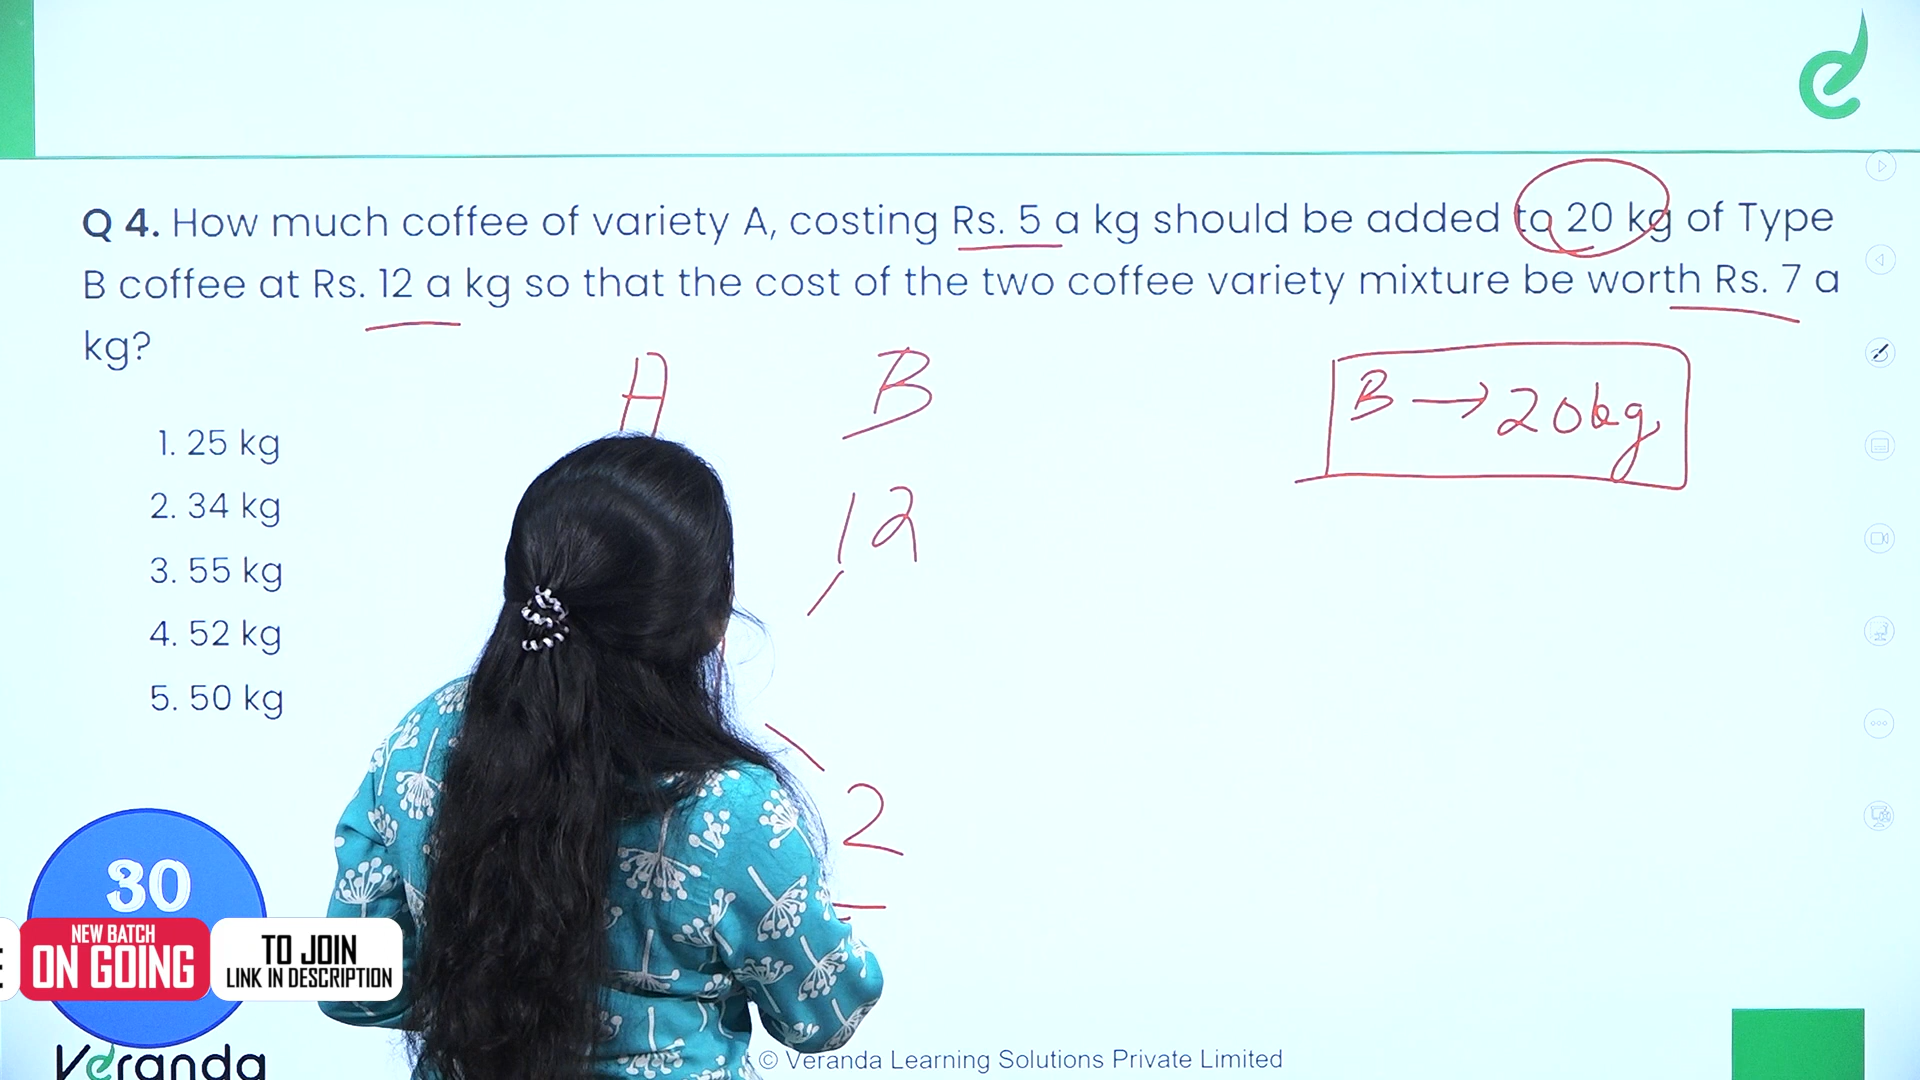 Q 4. How much coffee of variety A, costing Rs. 5 a kg should be added to 20 kg of Type
B coffee at Rs. 12 a kg so that the cost of the two coffee variety mixture be worth Rs. 7 a
kg?
A B
B → 20kg
1. 25 kg
2. 34 kg
3. 55 kg
4. 52 kg
5. 50 kg
12
2
30
NEW BATCH
ON GOING
TO JOIN
LINK IN DESCRIPTION
Veranda
© Veranda Learning Solutions Private Limited